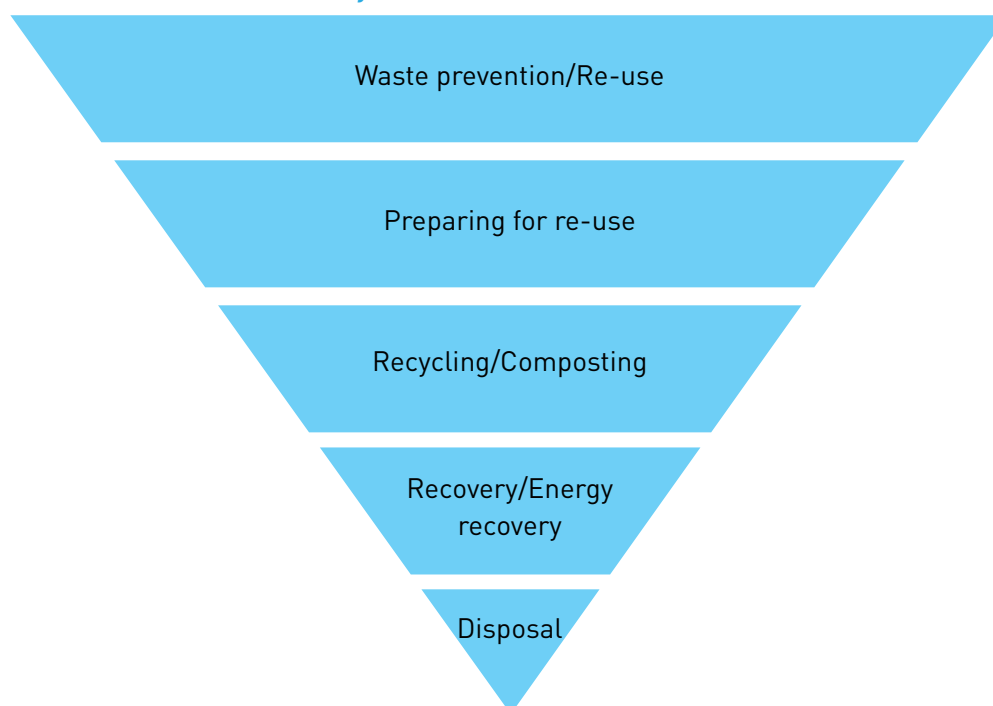 Waste prevention/Re-use
Preparing for re-use
Recycling/Composting
Recovery/Energy
recovery
Disposal